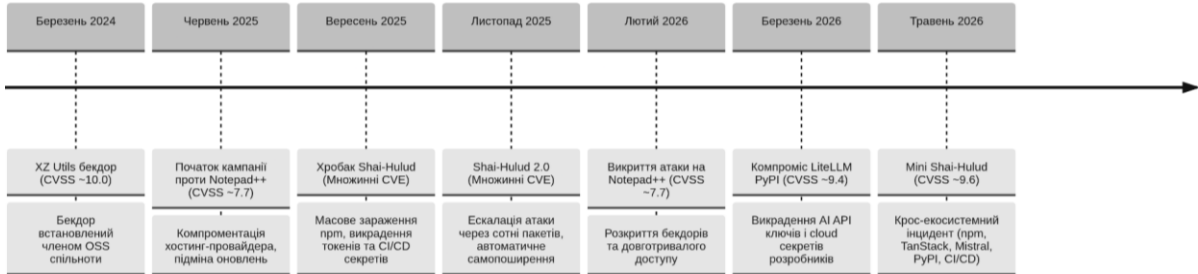 Березень 2024
Червень 2025
Вересень 2025
Листопад 2025
Лютий 2026
Березень 2026
Травень 2026
XZ Utils бекдор
(CVSS ~10.0)
Бекдор
встановлений
членом OSS
спільноти
Початок кампанії
проти Notepad++
(CVSS ~7.7)
Компроментація
хостинг-провайдера,
підміна оновлень
Хробак Shai-Hulud
(Множинні CVE)
Масове зараження
npm, викрадення
токенів та CI/CD
секретів
Shai-Hulud 2.0
(Множинні CVE)
Ескалація атаки
через сотні пакетів,
автоматичне
самопоширення
Викриття атаки на
Notepad++ (CVSS
~7.7)
Розкриття бекдорів
та довготривалого
доступу
Компроміс LiteLLM
PyPI (CVSS ~9.4)
Викрадення AI API
ключів і cloud
секретів
розробників
Mini Shai-Hulud
(CVSS ~9.6)
Крос-екосистемний
інцидент (npm,
TanStack, Mistral,
PyPI, CI/CD)